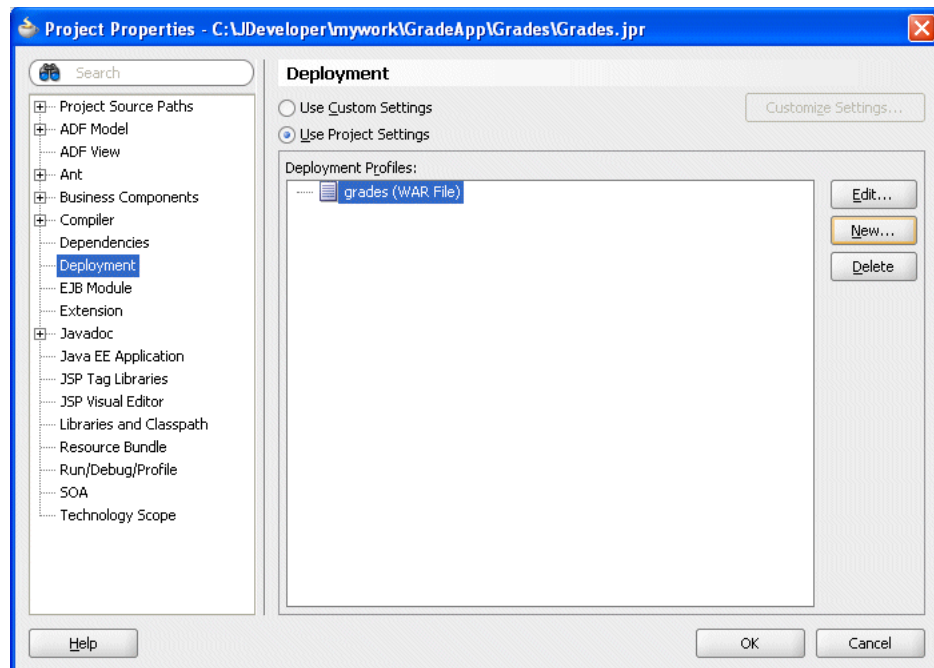 Project Properties - C:\JDeveloper\mywork\GradeApp\Grades\Grades.jpr
Search
Project Source Paths
ADF Model
ADF View
Ant
Business Components
Compiler
Dependencies
Deployment
EJB Module
Extension
Javadoc
Java EE Application
JSP Tag Libraries
JSP Visual Editor
Libraries and Classpath
Resource Bundle
Run/Debug/Profile
SOA
Technology Scope
Deployment
Use Custom Settings
Customize Settings...
Use Project Settings
Deployment Profiles:
grades (WAR File)
Edit...
New...
Delete
Help
OK
Cancel